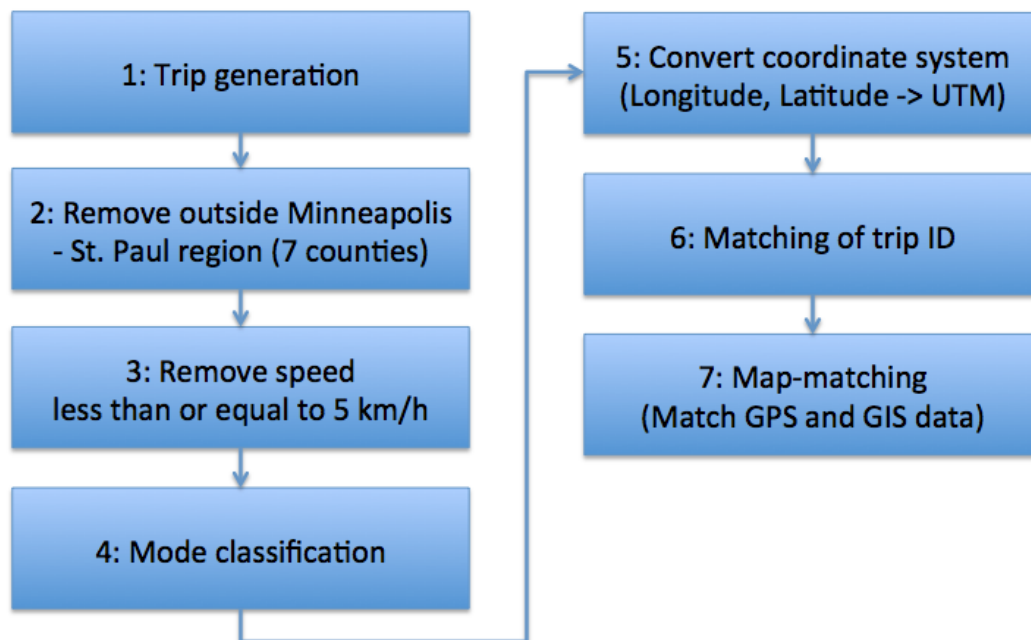 1: Trip generation
2: Remove outside Minneapolis
- St. Paul region (7 counties)
3: Remove speed
less than or equal to 5 km/h
4: Mode classification
5: Convert coordinate system
(Longitude, Latitude -> UTM)
6: Matching of trip ID
7: Map-matching
(Match GPS and GIS data)